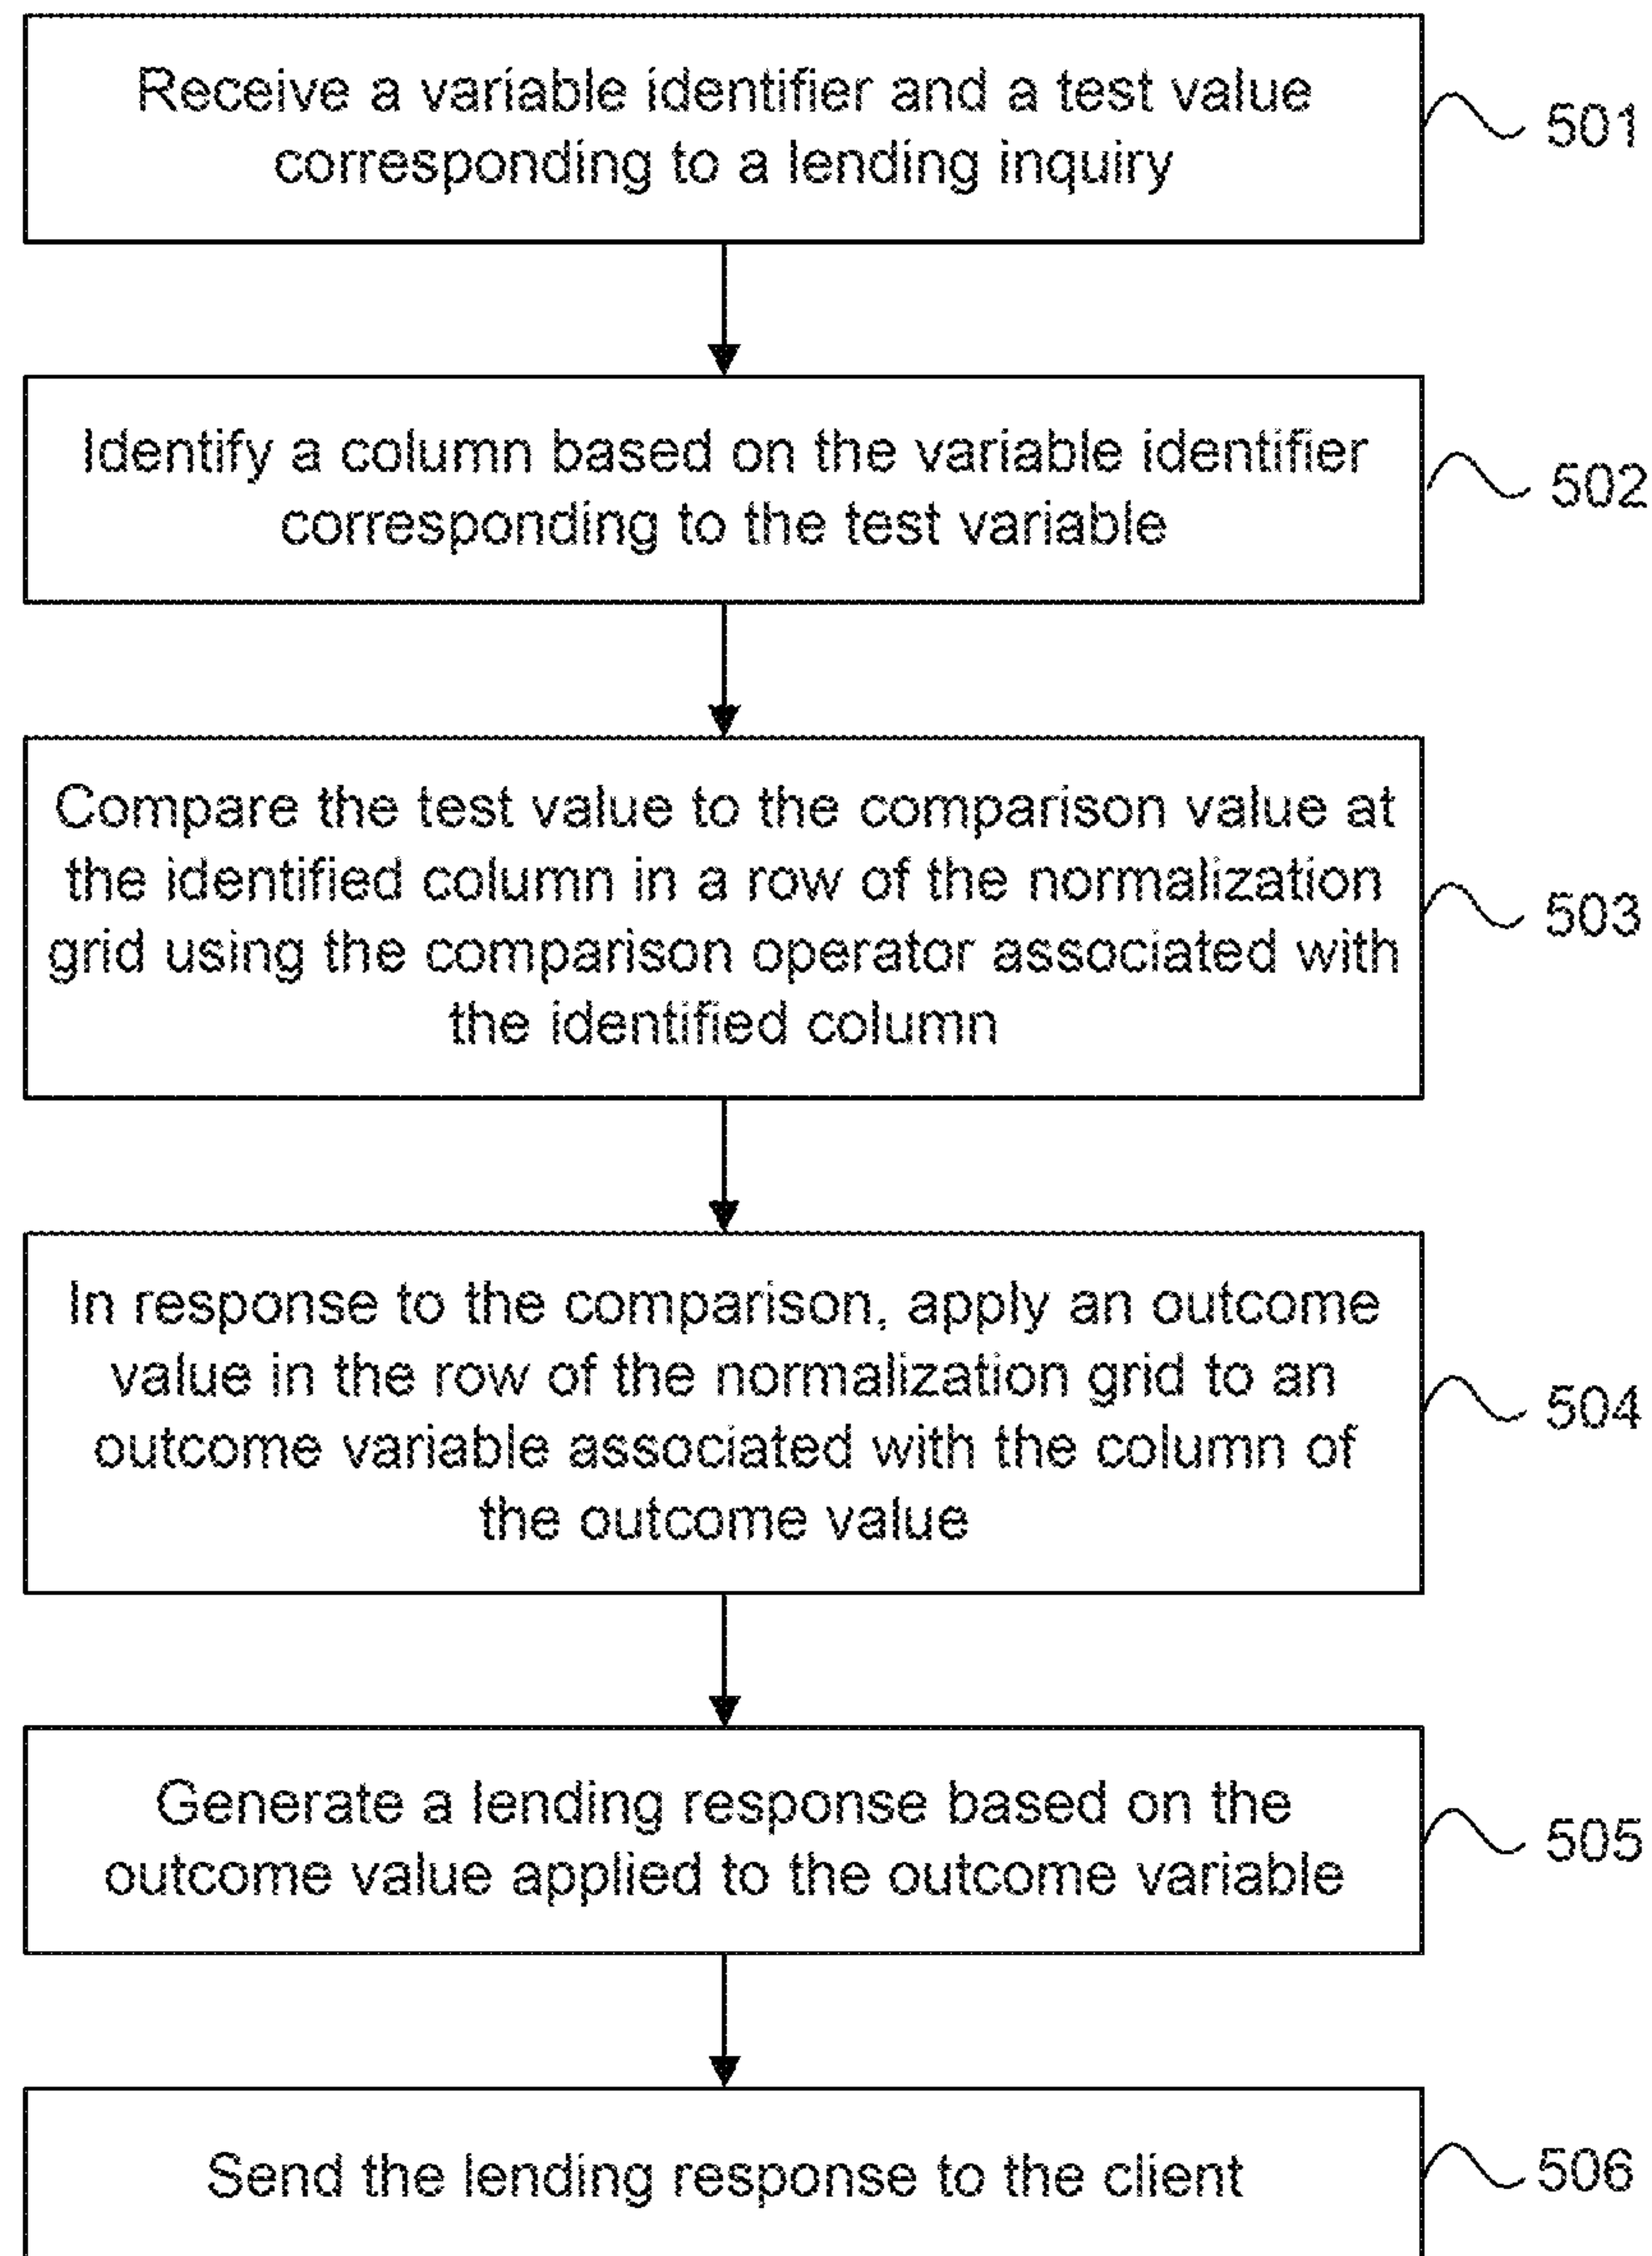 Receive a variable identifier and a test value
corresponding to a lending inquiry
501
Identify a column based on the variable identifier
corresponding to the test variable
502
Compare the test value to the comparison value at
the identified column in a row of the normalization
grid using the comparison operator associated with
the identified column
503
In response to the comparison, apply an outcome
value in the row of the normalization grid to an
outcome variable associated with the column of
the outcome value
504
Generate a lending response based on the
outcome value applied to the outcome variable
505
Send the lending response to the client
506